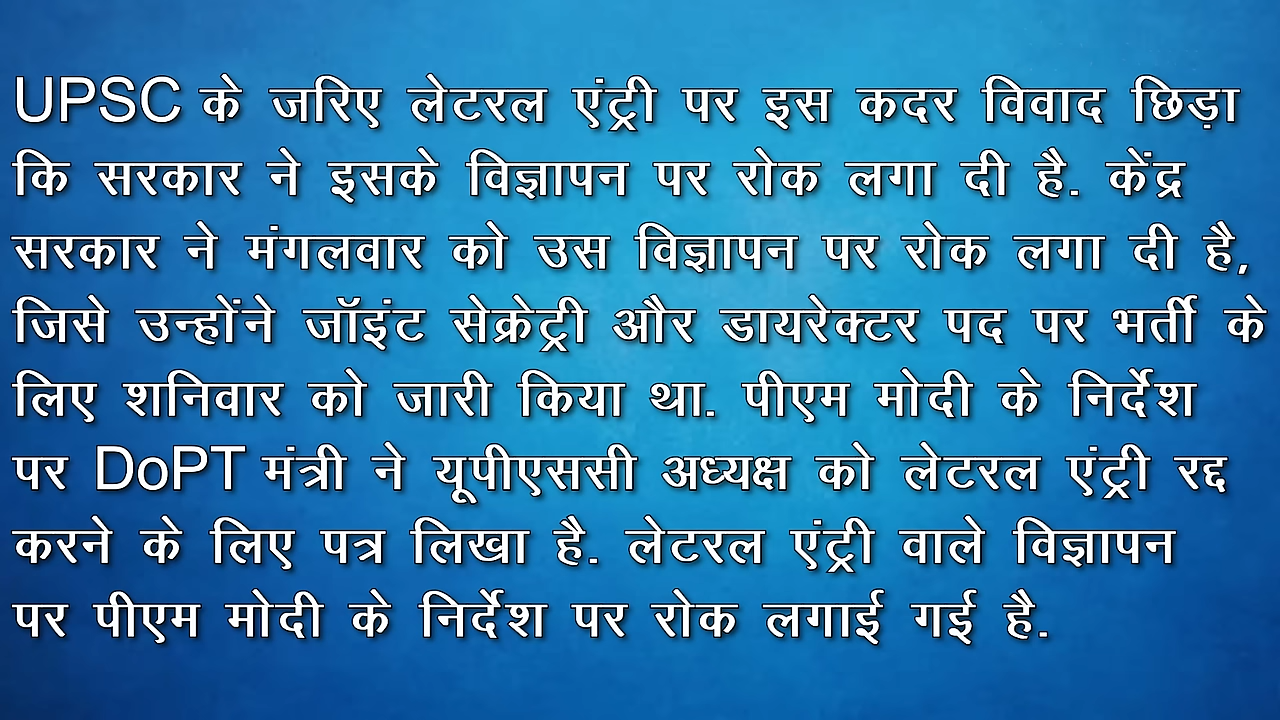 UPSC के जरिए लेटरल एंट्री पर इस कदर विवाद छिड़ा
कि सरकार ने इसके विज्ञापन पर रोक लगा दी है. केंद्र
सरकार ने मंगलवार को उस विज्ञापन पर रोक लगा दी है,
जिसे उन्होंने जॉइंट सेक्रेट्री और डायरेक्टर पद पर भर्ती के
लिए शनिवार को जारी किया था. पीएम मोदी के निर्देश
पर DoPT मंत्री ने यूपीएससी अध्यक्ष को लेटरल एंट्री रद्द
करने के लिए पत्र लिखा है. लेटरल एंट्री वाले विज्ञापन
पर पीएम मोदी के निर्देश पर रोक लगाई गई है.